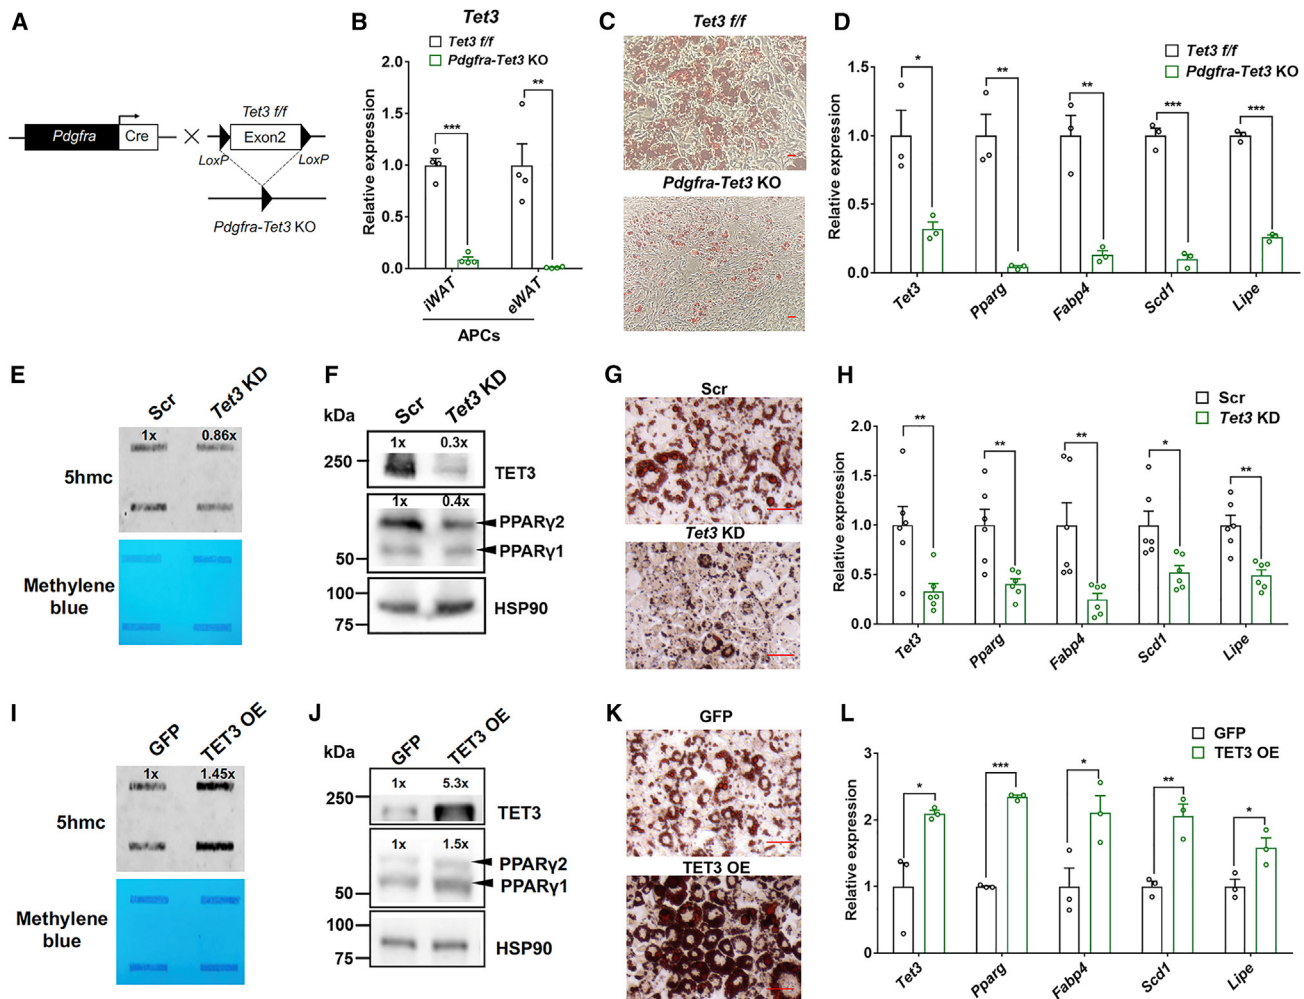 A
Pdgfra
Cre
Tet3 f/f
Exon2
LoxP
LoxP
Pdgfra-Tet3 KO
B
Tet3
Tet3 f/f
Pdgfra-Tet3 KO
Relative expression
2.0
1.5
1.0
0.5
0.0
***
**
iWAT
eWAT
APCs
C
Tet3 f/f
Pdgfra-Tet3 KO
D
Tet3 f/f
Pdgfra-Tet3 KO
Relative expression
1.5
1.0
0.5
0.0
*
**
**
***
***
Tet3
Pparg
Fabp4
Scd1
Lipe
E
Scr
Tet3 KD
1x
0.86x
5hmc
Methylene
blue
F
kDa
Scr
Tet3 KD
1x
0.3x
250
TET3
1x
0.4x
PPARγ2
PPARγ1
50
100
HSP90
75
G
Scr
Tet3 KD
H
Scr
Tet3 KD
Relative expression
2.0
1.5
1.0
0.5
0.0
**
**
**
*
**
Tet3
Pparg
Fabp4
Scd1
Lipe
I
GFP
TET3 OE
1x
1.45x
5hmc
Methylene
blue
J
kDa
GFP
TET3 OE
1x
5.3x
250
TET3
1x
1.5x
PPARγ2
PPARγ1
50
100
HSP90
75
K
GFP
TET3 OE
L
GFP
TET3 OE
Relative expression
3
2
1
0
*
***
*
**
*
Tet3
Pparg
Fabp4
Scd1
Lipe